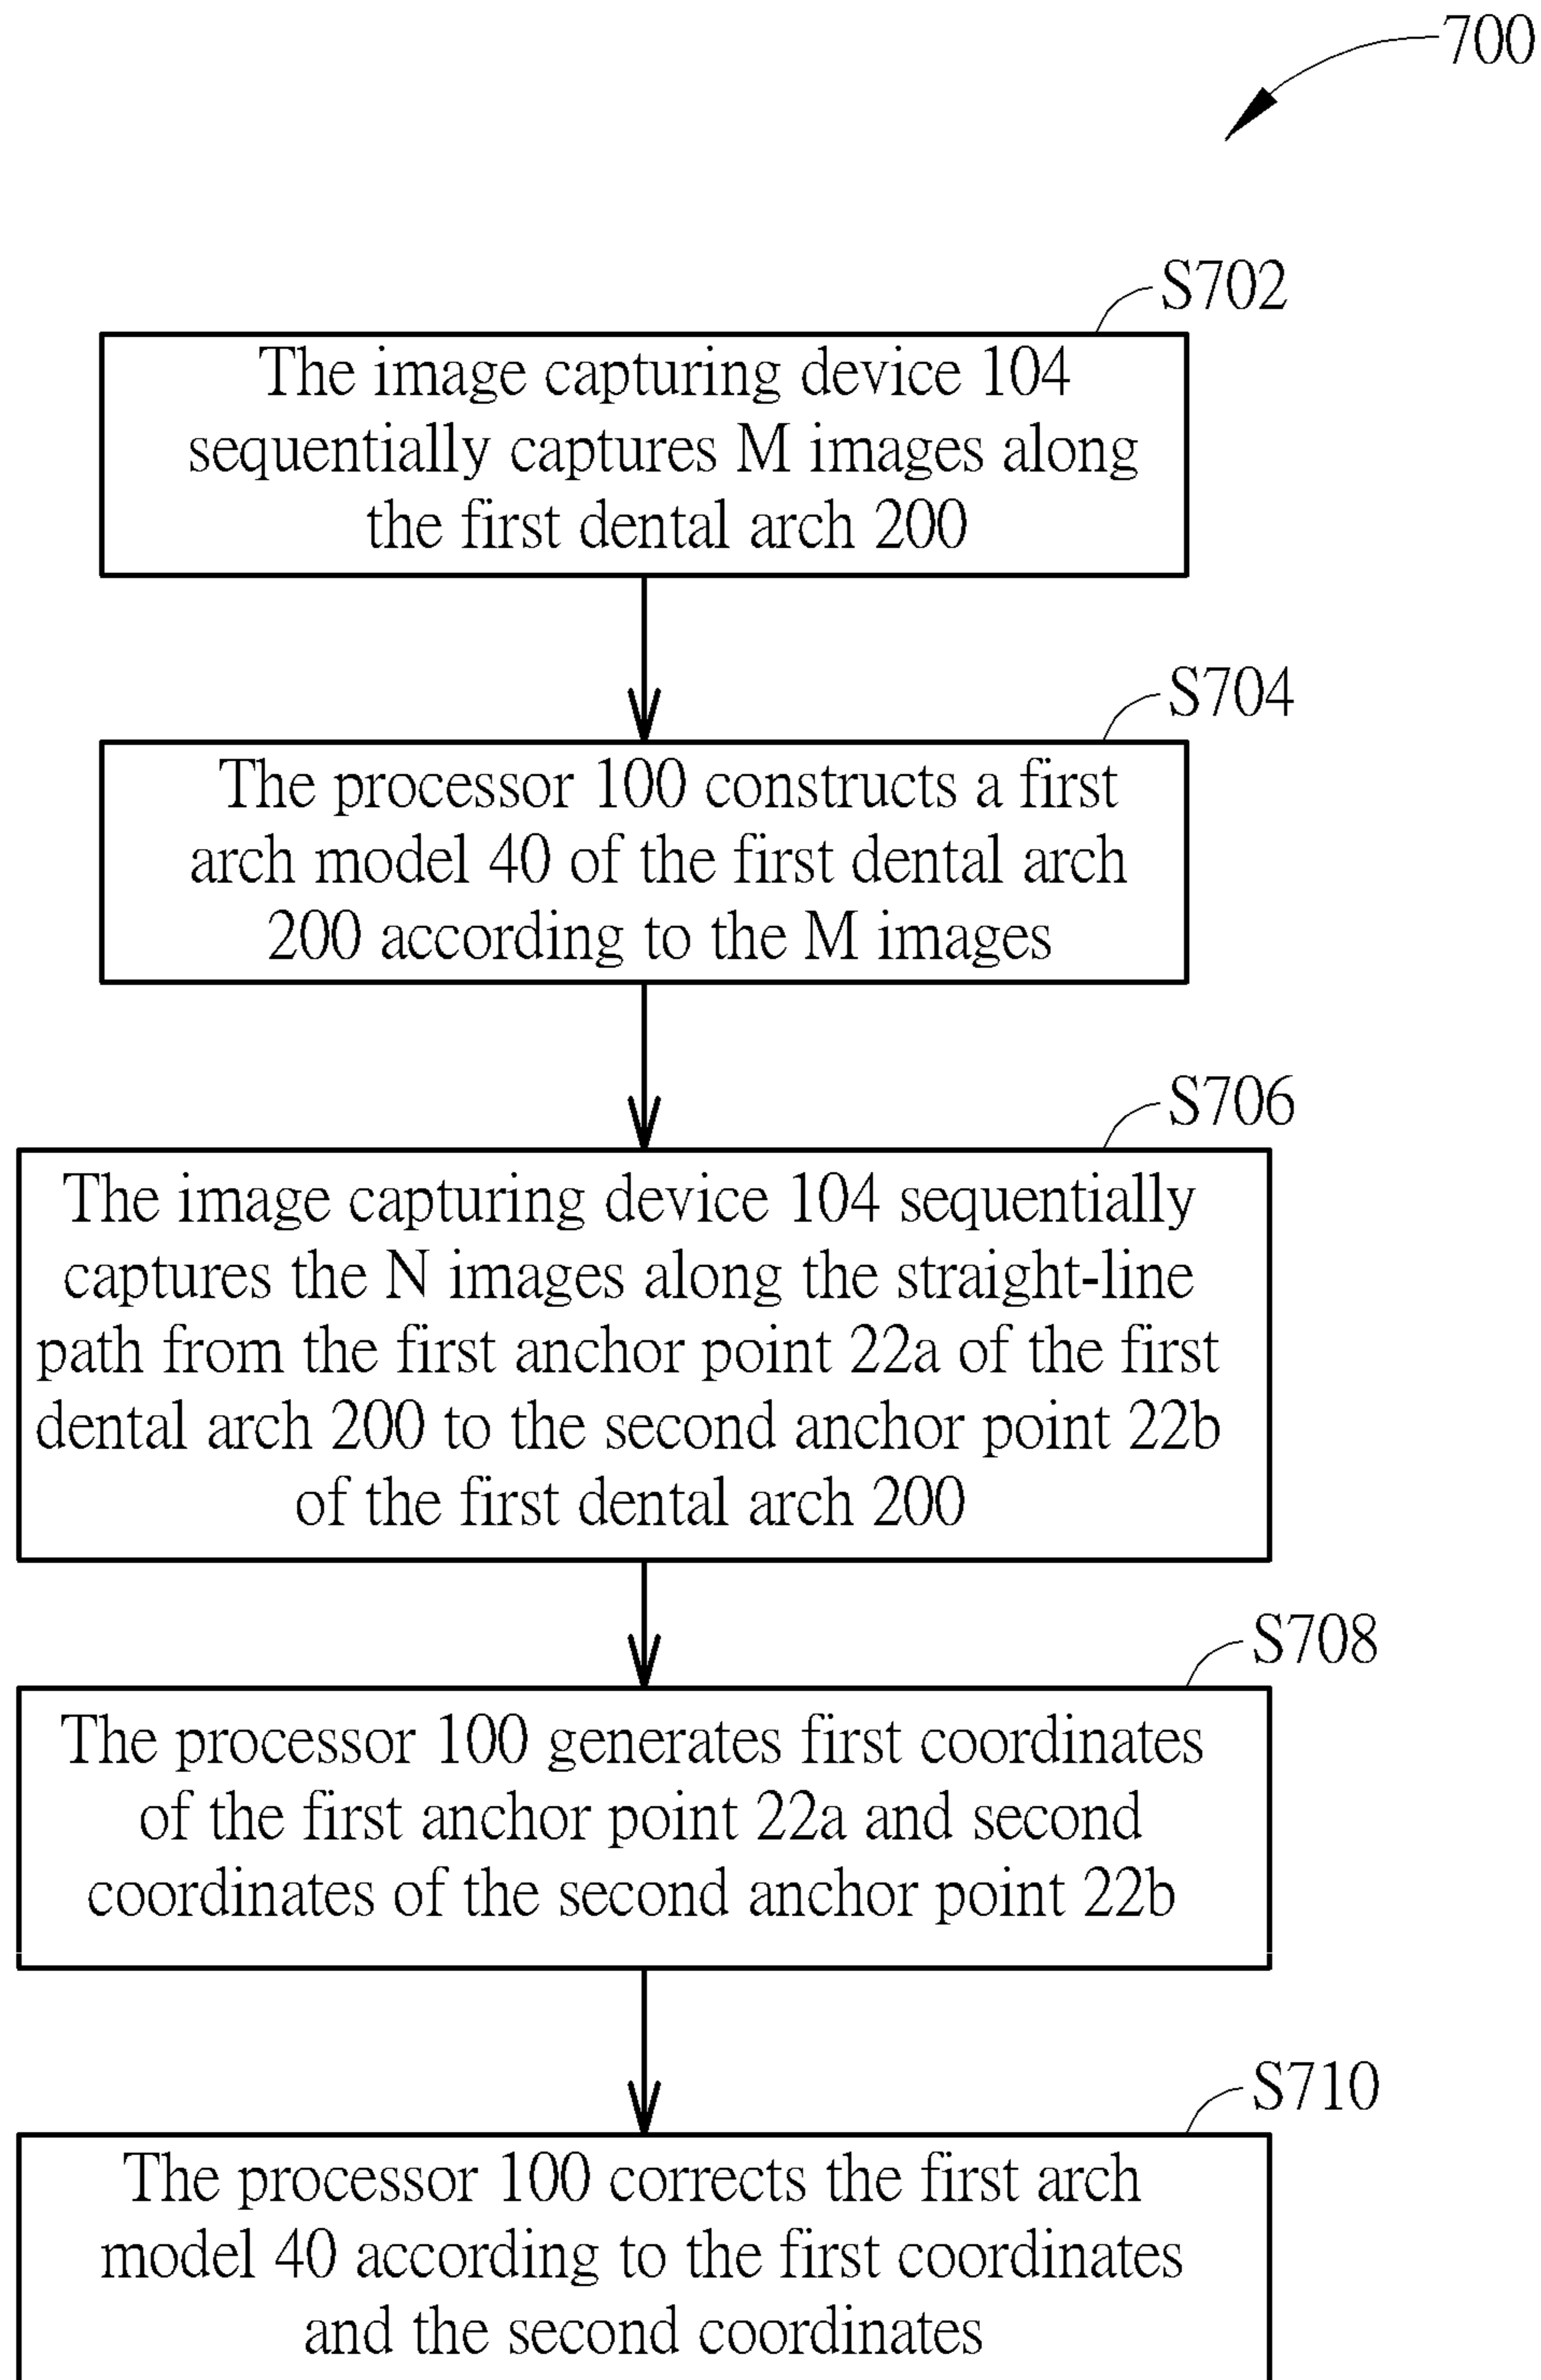 700
S702
The image capturing device 104
sequentially captures M images along
the first dental arch 200
S704
The processor 100 constructs a first
arch model 40 of the first dental arch
200 according to the M images
S706
The image capturing device 104 sequentially
captures the N images along the straight-line
path from the first anchor point 22a of the first
dental arch 200 to the second anchor point 22b
of the first dental arch 200
S708
The processor 100 generates first coordinates
of the first anchor point 22a and second
coordinates of the second anchor point 22b
S710
The processor 100 corrects the first arch
model 40 according to the first coordinates
and the second coordinates